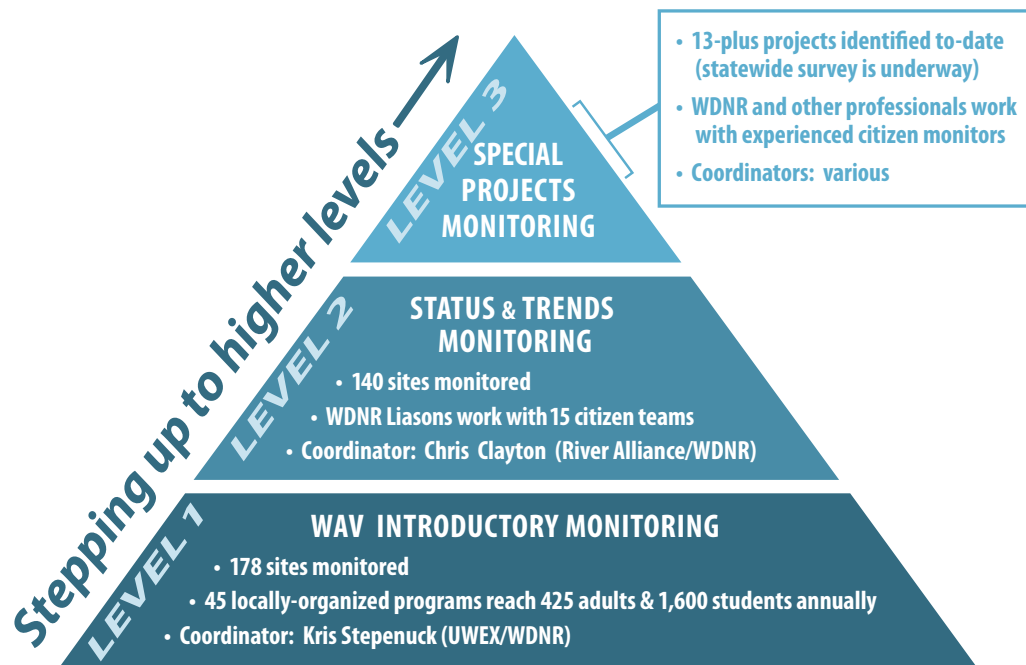 Stepping up to higher levels
• 13-plus projects identified to-date
(statewide survey is underway)
• WDNR and other professionals work
with experienced citizen monitors
• Coordinators: various
LEVEL 3
SPECIAL
PROJECTS
MONITORING
LEVEL 2
STATUS & TRENDS
MONITORING
• 140 sites monitored
• WDNR Liasons work with 15 citizen teams
• Coordinator: Chris Clayton (River Alliance/WDNR)
LEVEL 1
WAV INTRODUCTORY MONITORING
• 178 sites monitored
• 45 locally-organized programs reach 425 adults & 1,600 students annually
• Coordinator: Kris Stepenuck (UWEX/WDNR)